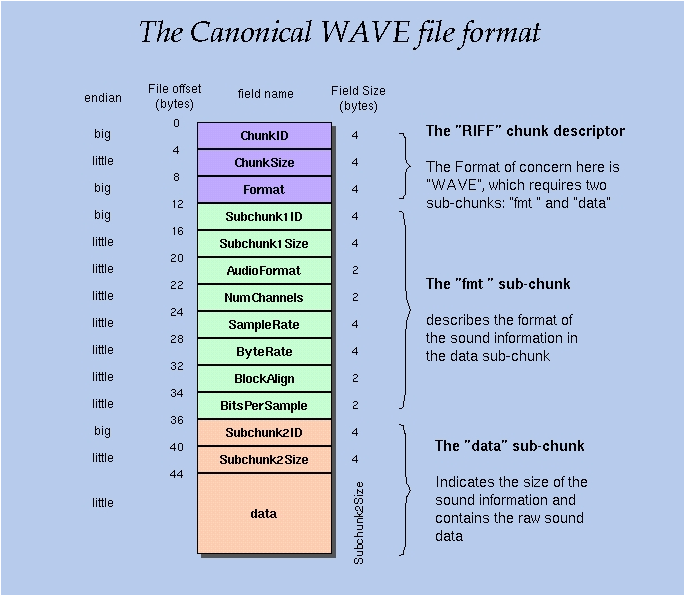 The Canonical WAVE file format
endian
File offset
(bytes)
field name
Field Size
(bytes)
0
big
ChunkID
4
4
little
ChunkSize
4
8
big
Format
4
12
big
Subchunk1ID
4
16
little
Subchunk1Size
4
20
little
AudioFormat
2
22
little
NumChannels
2
24
little
SampleRate
4
28
little
ByteRate
4
32
little
BlockAlign
2
34
little
BitsPerSample
2
36
big
Subchunk2ID
4
40
little
Subchunk2Size
4
44
little
data
Subchunk2Size
The "RIFF" chunk descriptor
The Format of concern here is
"WAVE", which requires two
sub-chunks: "fmt " and "data"
The "fmt " sub-chunk
describes the format of
the sound information in
the data sub-chunk
The "data" sub-chunk
Indicates the size of the
sound information and
contains the raw sound
data